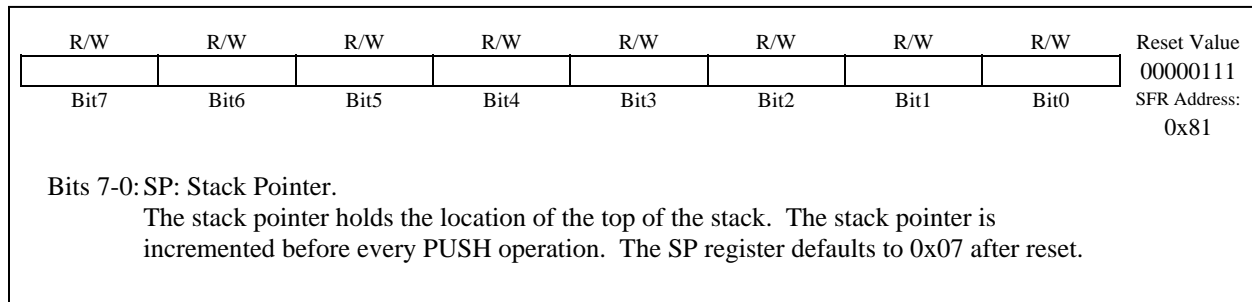 R/W R/W R/W R/W R/W R/W R/W R/W Reset Value
00000111
Bit7 Bit6 Bit5 Bit4 Bit3 Bit2 Bit1 Bit0 SFR Address:
0x81
Bits 7-0: SP: Stack Pointer.
The stack pointer holds the location of the top of the stack. The stack pointer is
incremented before every PUSH operation. The SP register defaults to 0x07 after reset.